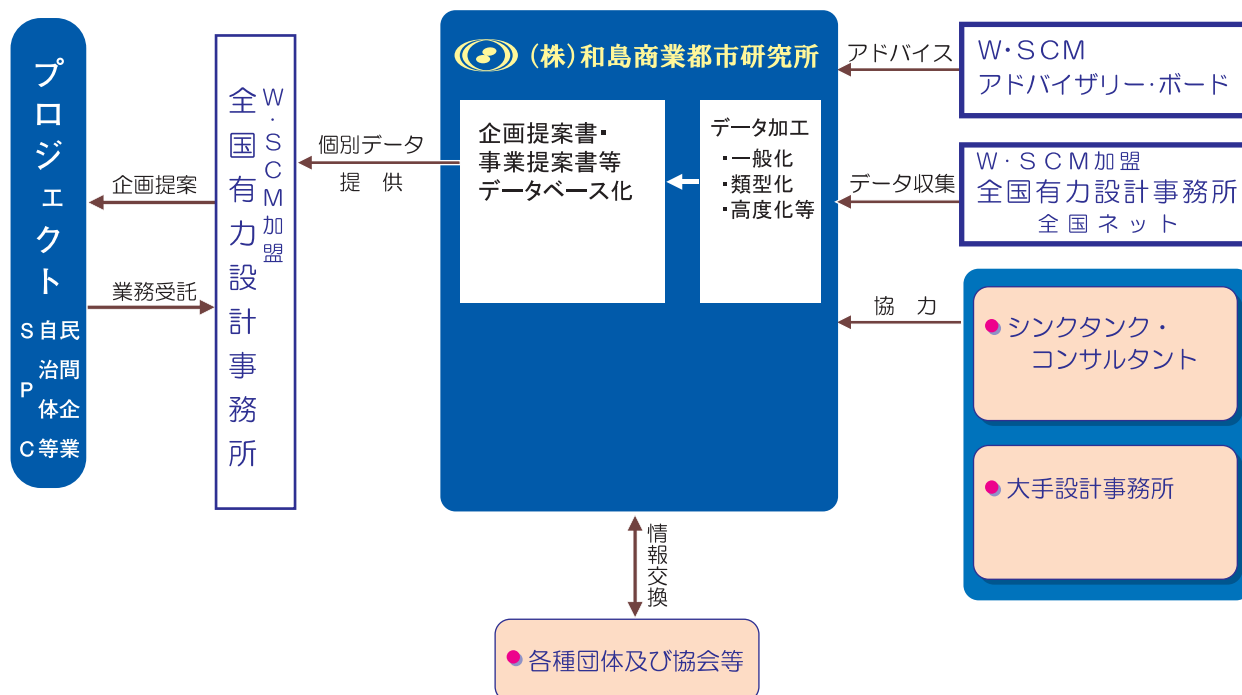 プロジェクト
民間企業
自治体等
SPC
企画提案
業務受託
W・SCM加盟
全国有力設計事務所
個別データ
提 供
(株)和島商業都市研究所
企画提案書・
事業提案書等
データベース化
データ加工
・一般化
・類型化
・高度化等
アドバイス
データ収集
協 力
W・SCM
アドバイザリー・ボード
W・SCM加盟
全国有力設計事務所
全国ネット
シンクタンク・
コンサルタント
大手設計事務所
情報交換
各種団体及び協会等